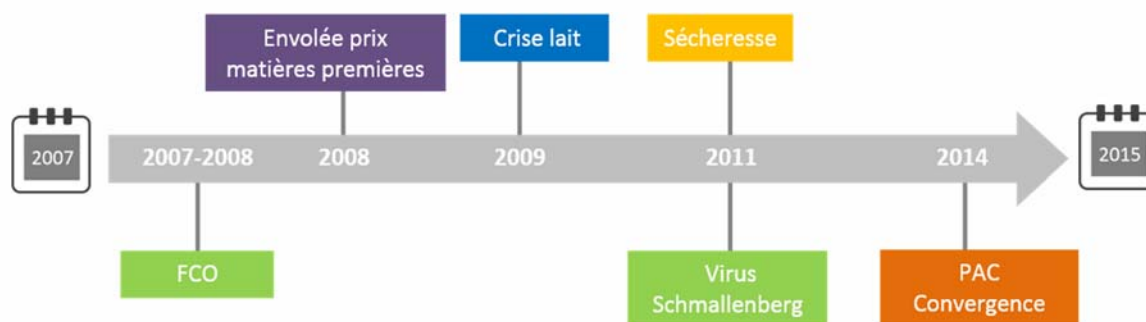 Envolée prix
matières premières
Crise lait
Sécheresse
2007
2007-2008
2008
2009
2011
2014
2015
FCO
Virus
Schmallenberg
PAC
Convergence